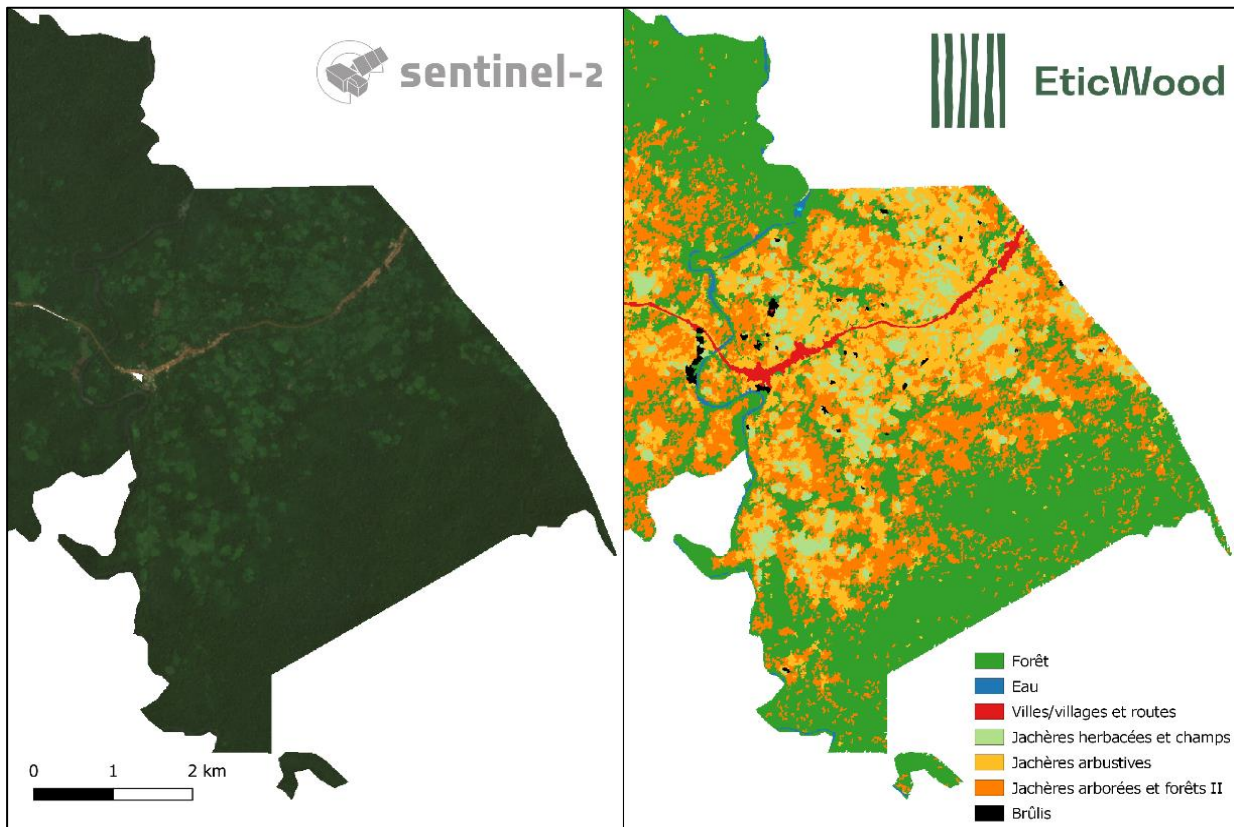 sentinel-2
EticWood
Forêt
Eau
Villes/villages et routes
Jachères herbacées et champs
Jachères arbustives
Jachères arborées et forêts II
Brûlis
0 1 2 km